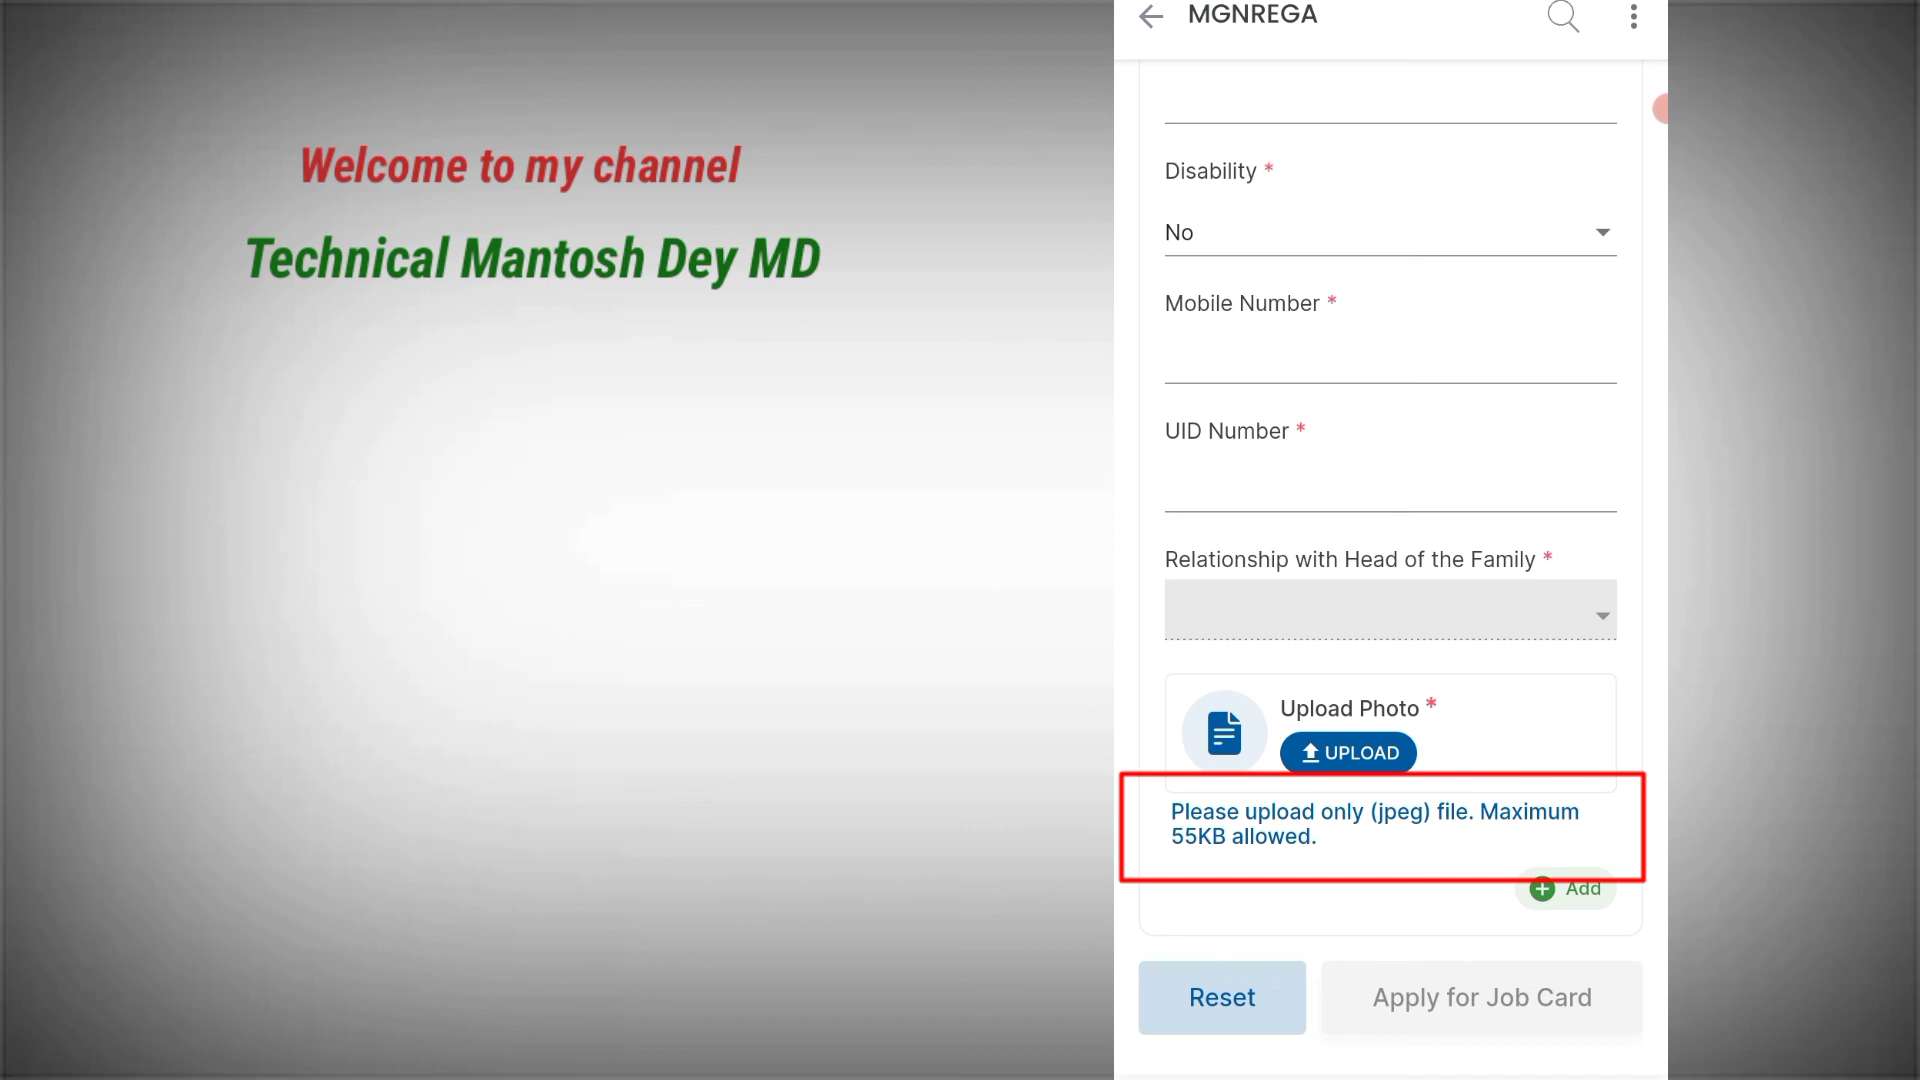 Welcome to my channel
Technical Mantosh Dey MD
MGNREGA
Disability *
No
Mobile Number *
UID Number *
Relationship with Head of the Family *
Upload Photo *
UPLOAD
Please upload only (jpeg) file. Maximum
55KB allowed.
Add
Reset
Apply for Job Card